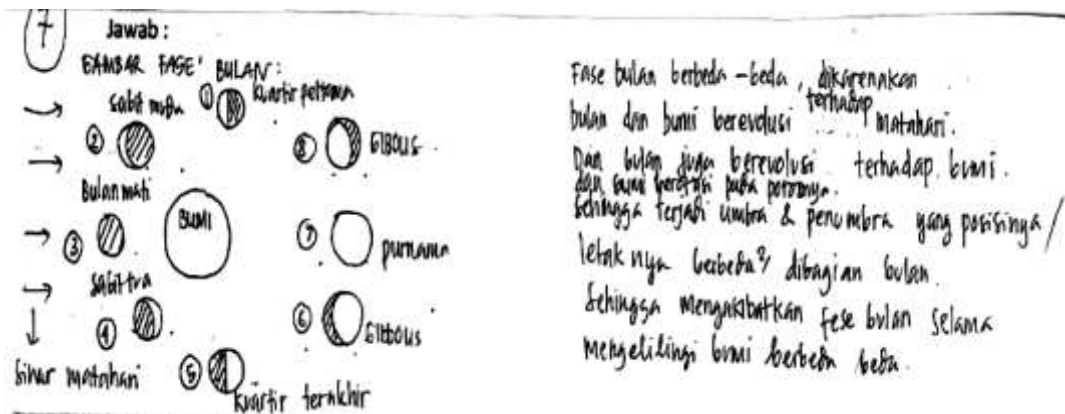 7
Jawab :
GAMBAR FASE² BULAN :
① kuartir pertama
Sabit muda
②
⑧ GIBOUS
Bulan mati
③
BUMI
⑦ purnama
Sabit tua
④
⑥ GIBBOUS
Sinar matahari
⑤
kuartir terakhir
Fase bulan berbeda-beda, dikarenakan
bulan dan bumi berevolusi terhadap matahari.
Dan bulan juga berevolusi terhadap bumi.
dan bumi berotasi pada porosnya.
Sehingga terjadi umbra & penumbra yang posisinya /
letak nya berbeda² dibagian bulan.
Sehingga mengakibatkan fese bulan selama
mengelilingi bumi berbeda beda.